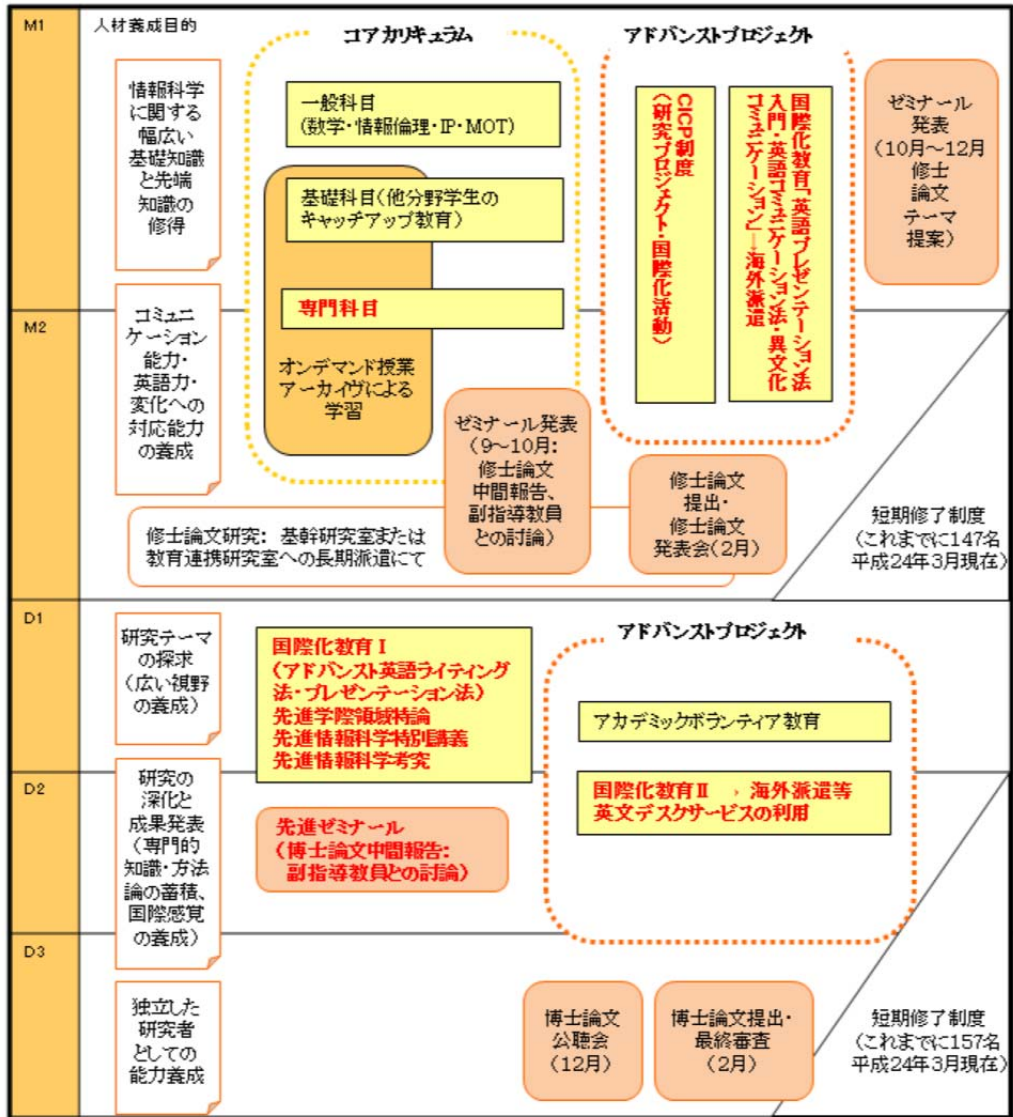 M1
人材養成目的
コアカリキュラム
アドバンストプロジェクト
情報科学
に関する
幅広い
基礎知識
と先端
知識の
修得
一般科目
(数学・情報倫理・IP・MOT)
基礎科目(他分野学生の
キャッチアップ教育)
専門科目
オンデマンド授業
アーカイヴによる
学習
CICP制度
(研究プロジェクト・国際化活動)
国際化教育「英語プレゼンテーション法
入門・英語コミュニケーション法・異文化
コミュニケーション」→海外派遣
ゼミナール
発表
(10月～12月
修士
論文
テーマ
提案)
M2
コミュニ
ケーション
能力・
英語力・
変化への
対応能力
の養成
ゼミナール発表
(9～10月:
修士論文
中間報告、
副指導教員
との討論)
修士論文
提出・
修士論文
発表会(2月)
修士論文研究: 基幹研究室または
教育連携研究室への長期派遣にて
短期修了制度
(これまでに147名
平成24年3月現在)
D1
研究テーマ
の探求
(広い視野
の養成)
国際化教育Ⅰ
(アドバンスト英語ライティング
法・プレゼンテーション法)
先進学際領域特論
先進情報科学特別講義
先進情報科学考究
アドバンストプロジェクト
アカデミックボランティア教育
D2
研究の
深化と
成果発表
(専門的
知識・方法
論の蓄積、
国際感覚
の養成)
先進ゼミナール
(博士論文中間報告:
副指導教員との討論)
国際化教育Ⅱ → 海外派遣等
英文デスクサービスの利用
D3
独立した
研究者
としての
能力養成
博士論文
公聴会
(12月)
博士論文提出・
最終審査
(2月)
短期修了制度
(これまでに157名
平成24年3月現在)